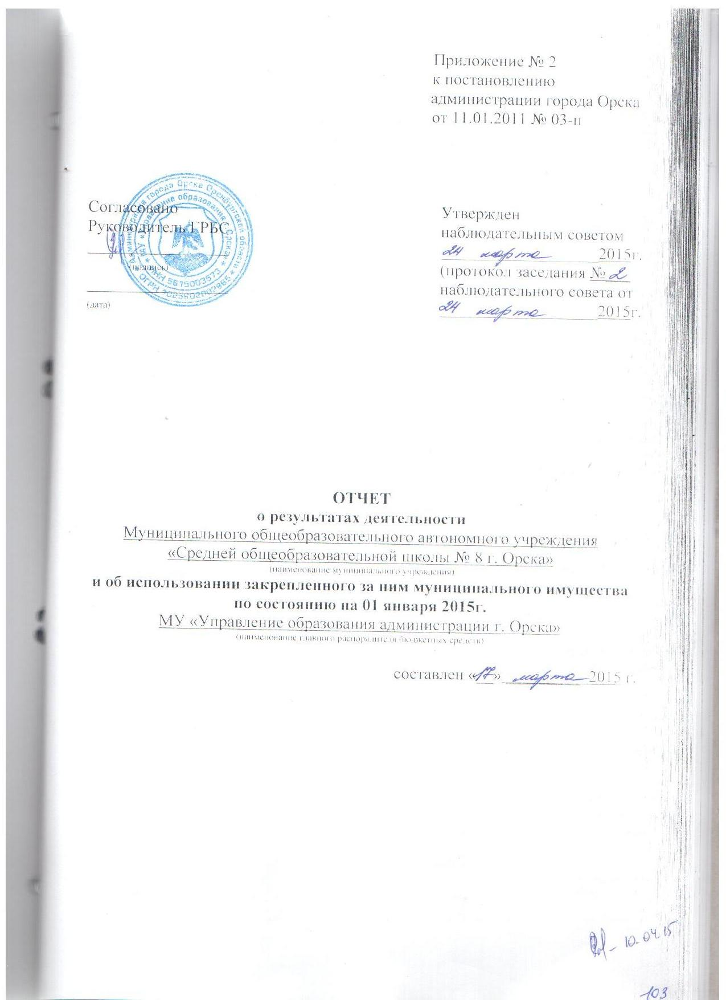 Приложение № 2
к постановлению
администрации города Орска
от 11.01.2011 № 03-п
Согласовано
Руководитель ГРБС
(подпись)
(дата)
Администрация города Орска Оренбургской области
«Управление образования г. Орска»
ИНН 5615003573
ОГРН
Утвержден
наблюдательным советом
24 марта 2015г.
(протокол заседания № 2
наблюдательного совета от
24 марта 2015г.
ОТЧЕТ
о результатах деятельности
Муниципального общеобразовательного автономного учреждения
«Средней общеобразовательной школы № 8 г. Орска»
(наименование муниципального учреждения)
и об использовании закрепленного за ним муниципального имущества
по состоянию на 01 января 2015г.
МУ «Управление образования администрации г. Орска»
(наименование главного распорядителя бюджетных средств)
составлен «17» марта 2015 г.
10.04.15
103